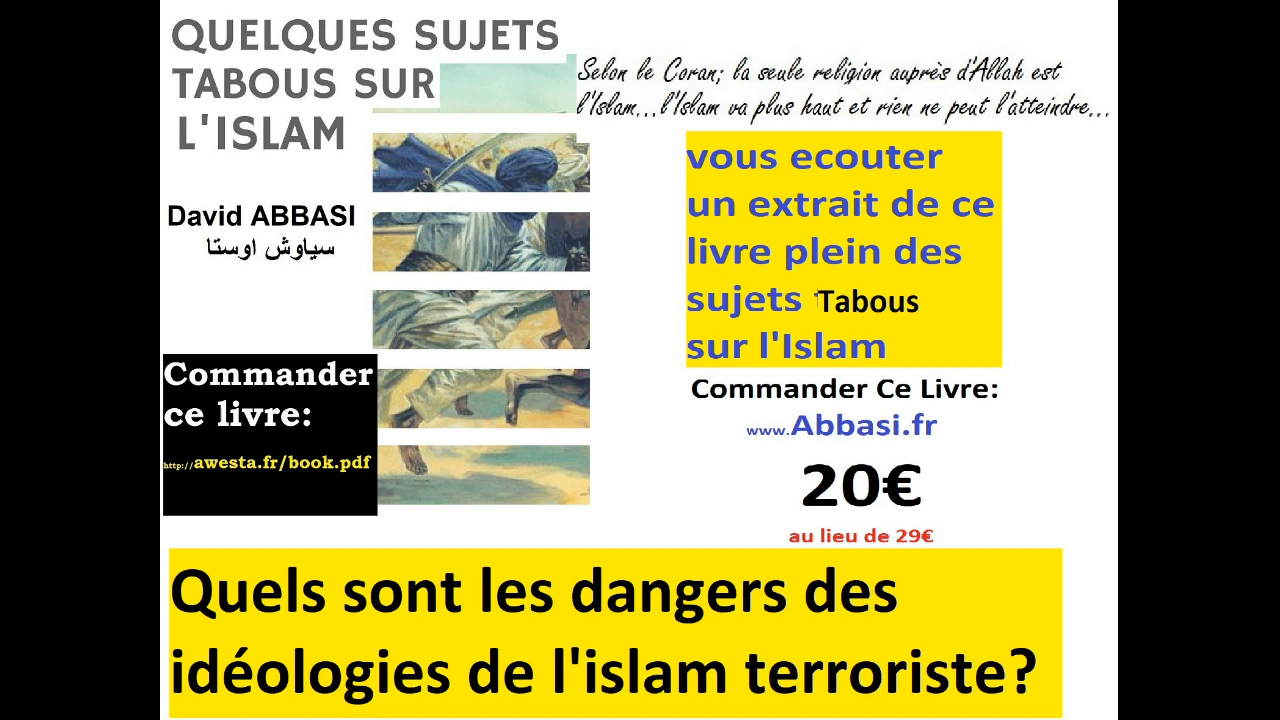 QUELQUES SUJETS
TABOUS SUR
L'ISLAM
Selon le Coran; la seule religion auprès d'Allah est
l'Islam...l'Islam va plus haut et rien ne peut l'atteindre...
David ABBASI
سیاوش اوستا
vous ecouter
un extrait de ce
livre plein des
sujets Tabous
sur l'Islam
Commander
ce livre:
http://awesta.fr/book.pdf
Commander Ce Livre:
www.Abbasi.fr
20€
au lieu de 29€
Quels sont les dangers des
idéologies de l'islam terroriste?